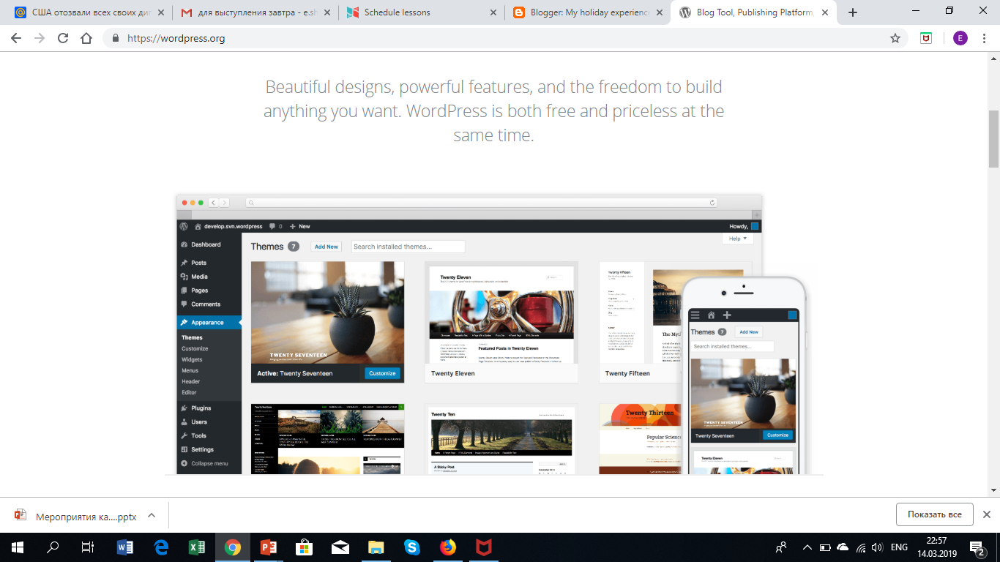 США отозвали всех своих дип
для выступления завтра - e.sh
Schedule lessons
Blogger: My holiday experience
Blog Tool, Publishing Platform,
https://wordpress.org
E
Beautiful designs, powerful features, and the freedom to build
anything you want. WordPress is both free and priceless at the
same time.
develop.svn.wordpress
0
New
Howdy,
Help
Dashboard
Posts
Media
Pages
Comments
Appearance
Themes
Customize
Widgets
Menus
Header
Editor
Plugins
Users
Tools
Settings
Collapse menu
Themes 7
Add New
Search installed themes...
TWENTY SEVENTEEN
Active: Twenty Seventeen
Customize
Twenty Eleven
Featured Posts in Twenty Eleven
Twenty Eleven
Twenty Fifteen
The Myth
Twenty Fifteen
Twenty Ten
A Sticky Post
Twenty Thirteen
Popular Science
Themes 7
Add New
Search installed themes...
TWENTY SEVENTEEN
Twenty Seventeen
Customize
Twenty Eleven
Мероприятия ка....pptx
Показать все
ENG
22:57
14.03.2019
2